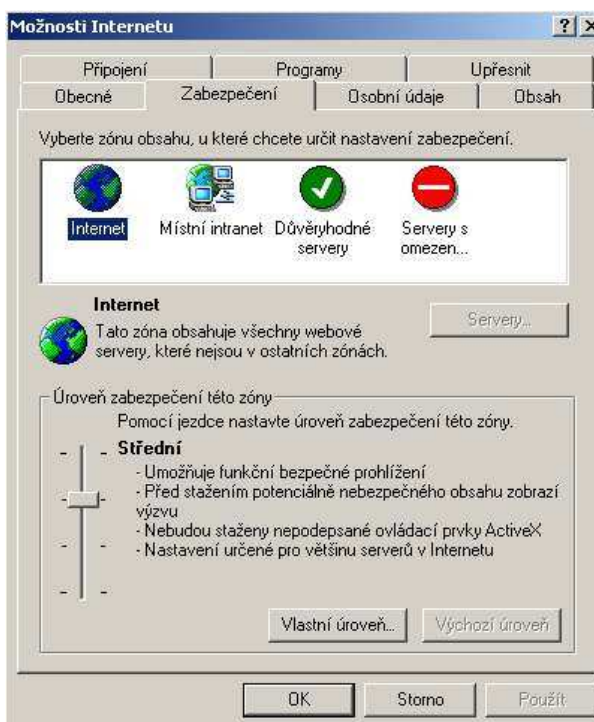 Možnosti Internetu
Připojení Programy Upřesnit
Obecné Zabezpečení Osobní údaje Obsah
Vyberte zónu obsahu, u které chcete určit nastavení zabezpečení.
Internet Místní intranet Důvěryhodné servery Servery s omezen...
Internet
Servery...
Tato zóna obsahuje všechny webové
servery, které nejsou v ostatních zónách.
Úroveň zabezpečení této zóny
Pomocí jezdce nastavte úroveň zabezpečení této zóny.
Střední
- Umožňuje funkční bezpečné prohlížení
- Před stažením potenciálně nebezpečného obsahu zobrazí
výzvu
- Nebudou staženy nepodepsané ovládací prvky ActiveX
- Nastavení určené pro většinu serverů v Internetu
Vlastní úroveň... Výchozí úroveň
OK Storno Použít